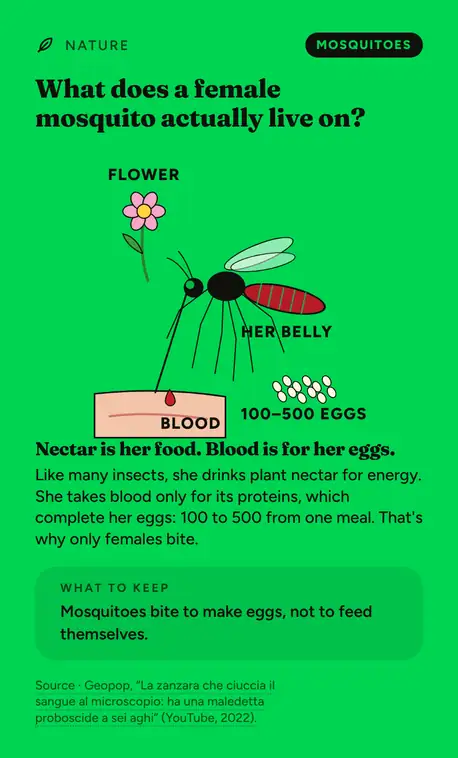 NATURE
MOSQUITOES
What does a female
mosquito actually live on?
FLOWER
HER BELLY
BLOOD
100–500 EGGS
Nectar is her food. Blood is for her eggs.
Like many insects, she drinks plant nectar for energy.
She takes blood only for its proteins, which
complete her eggs: 100 to 500 from one meal. That's
why only females bite.
WHAT TO KEEP
Mosquitoes bite to make eggs, not to feed
themselves.
Source · Geopop, “La zanzara che ciuccia il
sangue al microscopio: ha una maledetta
proboscide a sei aghi” (YouTube, 2022).